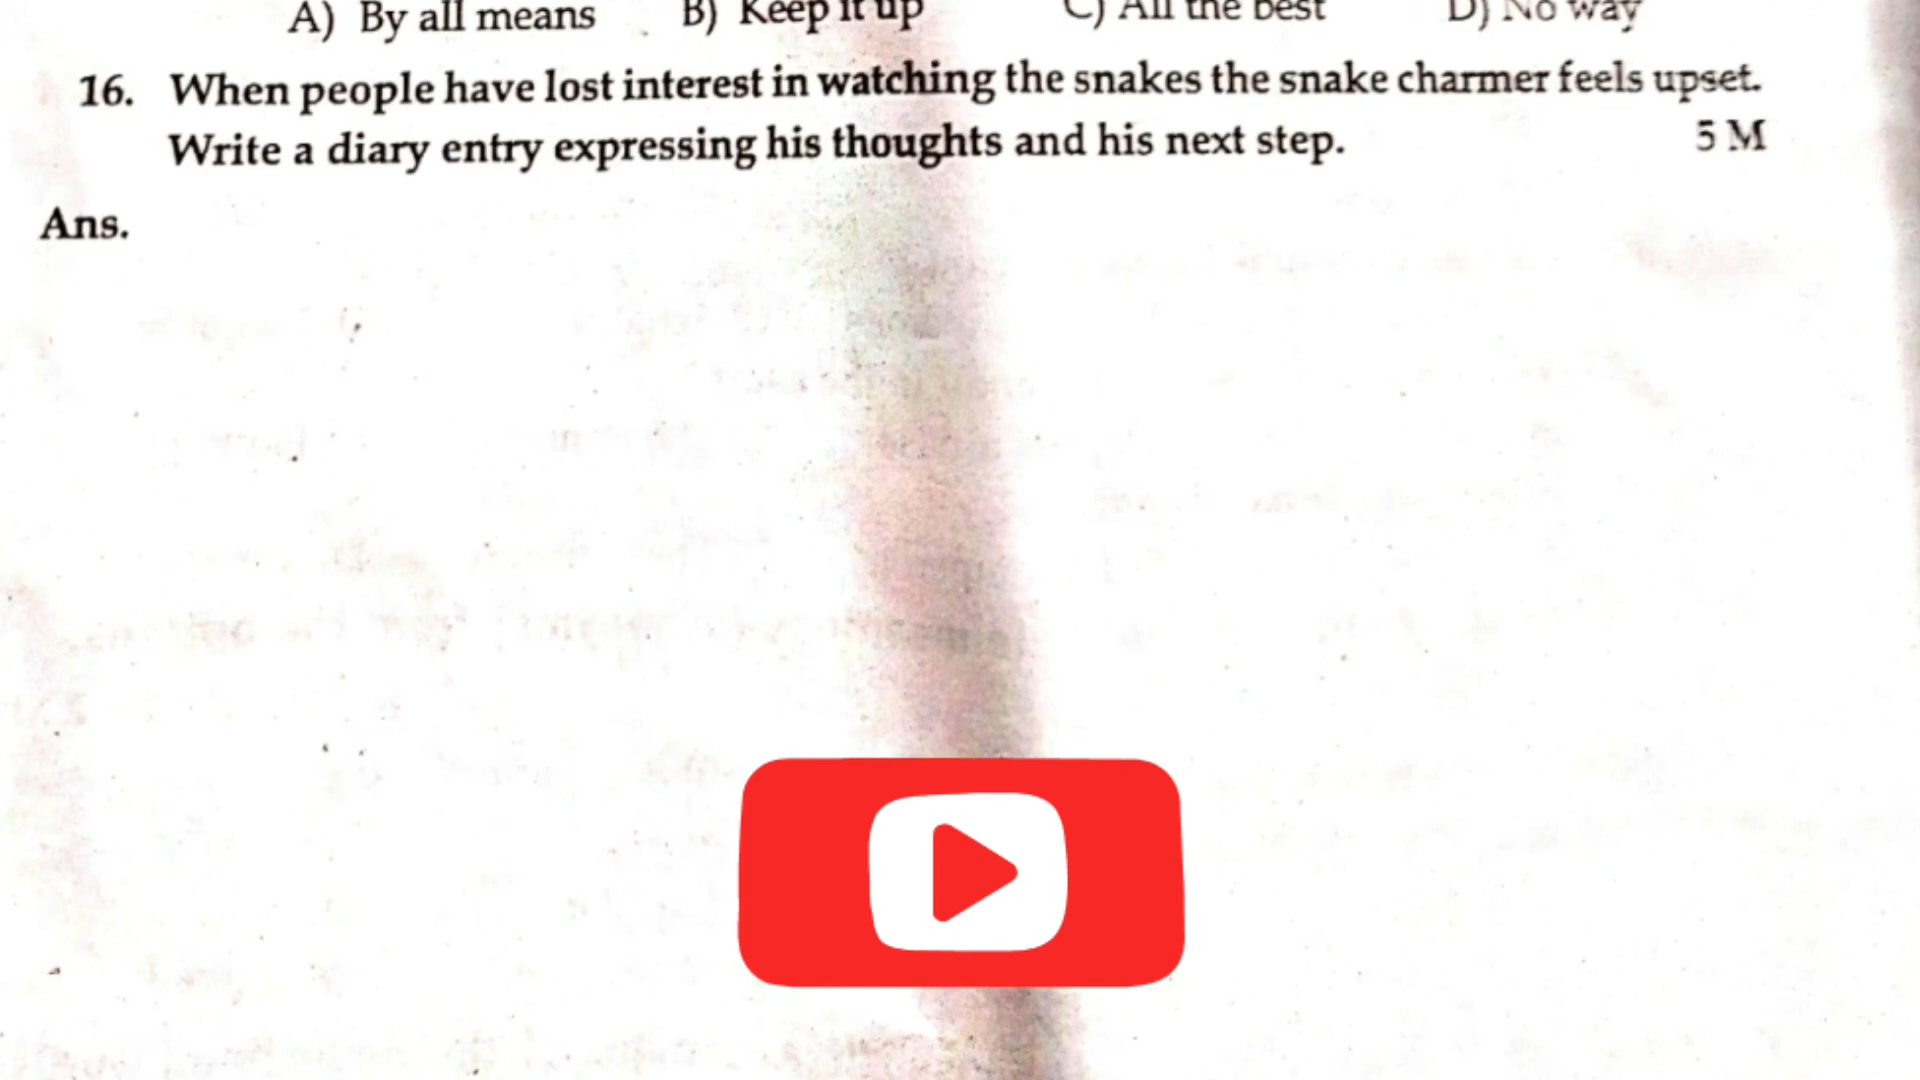 A) By all means B) Keep it up C) All the best D) No way
16. When people have lost interest in watching the snakes the snake charmer feels upset.
Write a diary entry expressing his thoughts and his next step. 5 M
Ans.